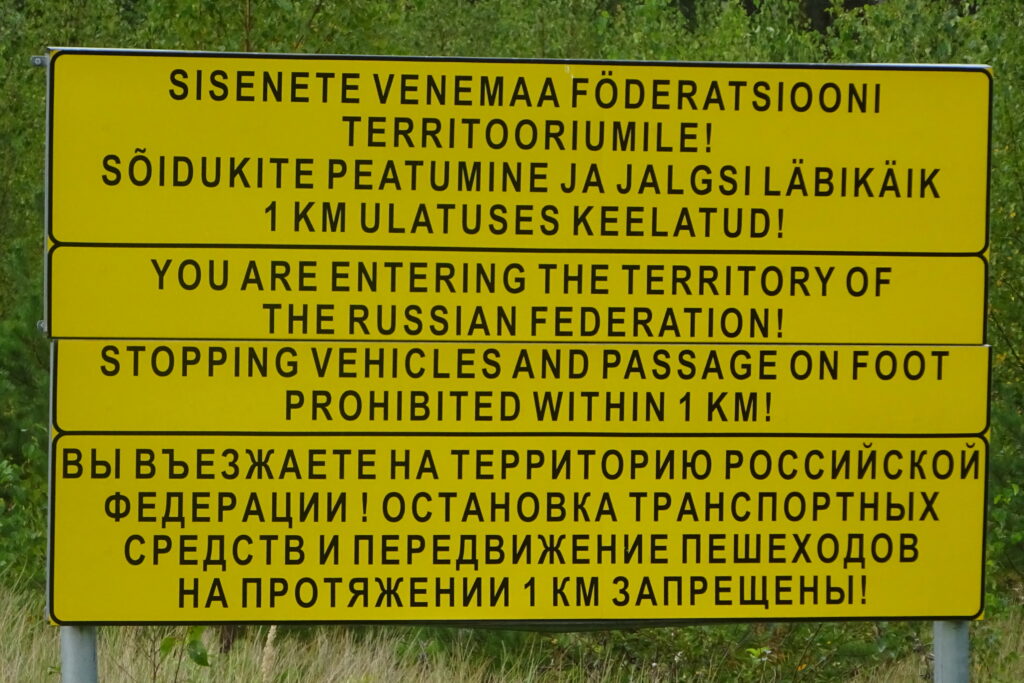 SISENETE VENEMAA FÖDERATSIOONI
TERRITOORIUMILE!
SÕIDUKITE PEATUMINE JA JALGSI LÄBIKÄIK
1 KM ULATUSES KEELATUD!
YOU ARE ENTERING THE TERRITORY OF
THE RUSSIAN FEDERATION!
STOPPING VEHICLES AND PASSAGE ON FOOT
PROHIBITED WITHIN 1 KM!
ВЫ ВЪЕЗЖАЕТЕ НА ТЕРРИТОРИЮ РОССИЙСКОЙ
ФЕДЕРАЦИИ ! ОСТАНОВКА ТРАНСПОРТНЫХ
СРЕДСТВ И ПЕРЕДВИЖЕНИЕ ПЕШЕХОДОВ
НА ПРОТЯЖЕНИИ 1 КМ ЗАПРЕЩЕНЫ!